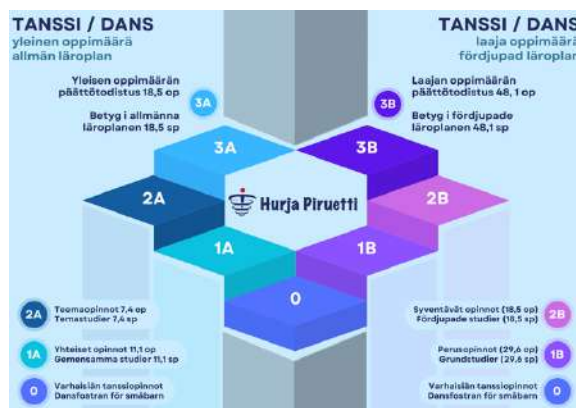 TANSSI / DANS
yleinen oppimäärä
allmän läroplan
TANSSI / DANS
laaja oppimäärä
fördjupad läroplan
Yleisen oppimäärän
päättötodistus 18,5 op
Betyg i allmänna
läroplanen 18,5 sp
3A
3B
Laajan oppimäärän
päättötodistus 48, 1 op
Betyg i fördjupade
läroplanen 48,1 sp
3A
3B
2A
Hurja Piruetti
2B
1A
1B
0
2A
Teemaopinnot 7,4 op
Temastudier 7,4 sp
1A
Yhteiset opinnot 11,1 op
Gemensamma studier 11,1 sp
0
Varhaisiän tanssiopinnot
Dansfostran för småbarn
Syventävät opinnot (18,5 op)
Fördjupade studier (18,5 sp)
2B
Perusopinnot (29,6 op)
Grundstudier (29,6 sp)
1B
Varhaisiän tanssiopinnot
Dansfostran för småbarn
0